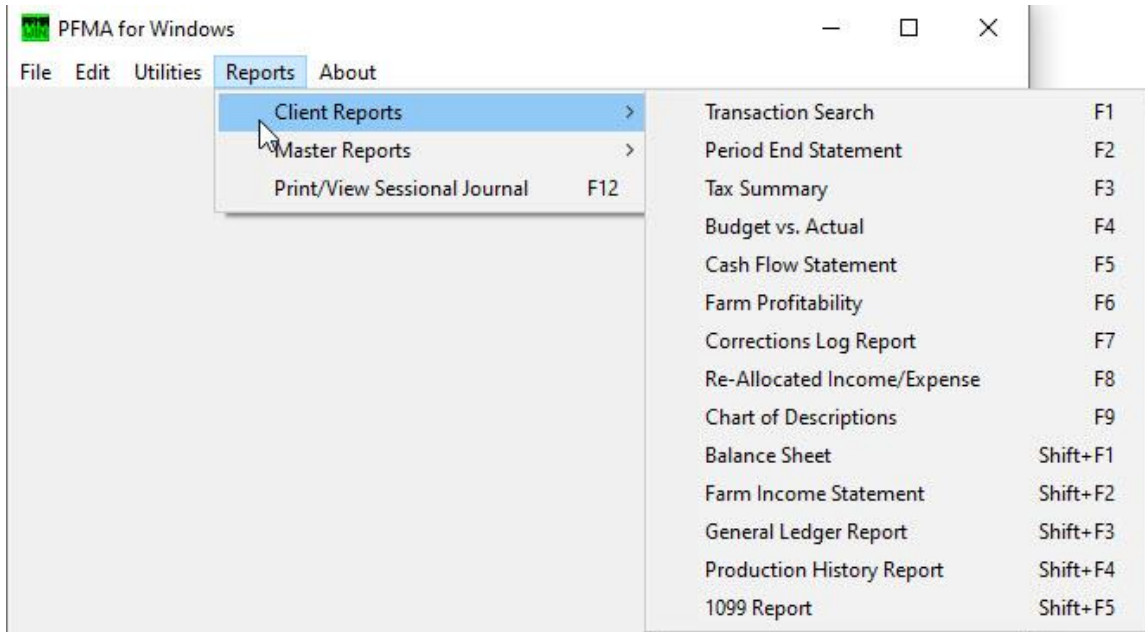 PFMA for Windows
File Edit Utilities Reports About
Client Reports
Master Reports
Print/View Sessional Journal F12
Transaction Search F1
Period End Statement F2
Tax Summary F3
Budget vs. Actual F4
Cash Flow Statement F5
Farm Profitability F6
Corrections Log Report F7
Re-Allocated Income/Expense F8
Chart of Descriptions F9
Balance Sheet Shift+F1
Farm Income Statement Shift+F2
General Ledger Report Shift+F3
Production History Report Shift+F4
1099 Report Shift+F5